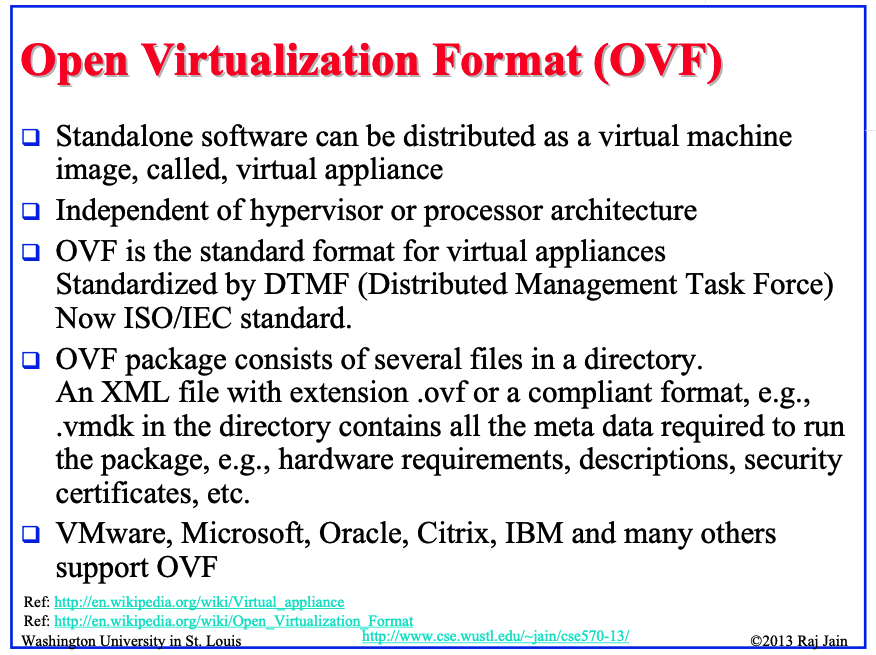 Open Virtualization Format (OVF)
Standalone software can be distributed as a virtual machine
image, called, virtual appliance
Independent of hypervisor or processor architecture
OVF is the standard format for virtual appliances
Standardized by DTMF (Distributed Management Task Force)
Now ISO/IEC standard.
OVF package consists of several files in a directory.
An XML file with extension .ovf or a compliant format, e.g.,
.vmdk in the directory contains all the meta data required to run
the package, e.g., hardware requirements, descriptions, security
certificates, etc.
VMware, Microsoft, Oracle, Citrix, IBM and many others
support OVF
Ref: http://en.wikipedia.org/wiki/Virtual_appliance
Ref: http://en.wikipedia.org/wiki/Open_Virtualization_Format
Washington University in St. Louis
http://www.cse.wustl.edu/~jain/cse570-13/
©2013 Raj Jain